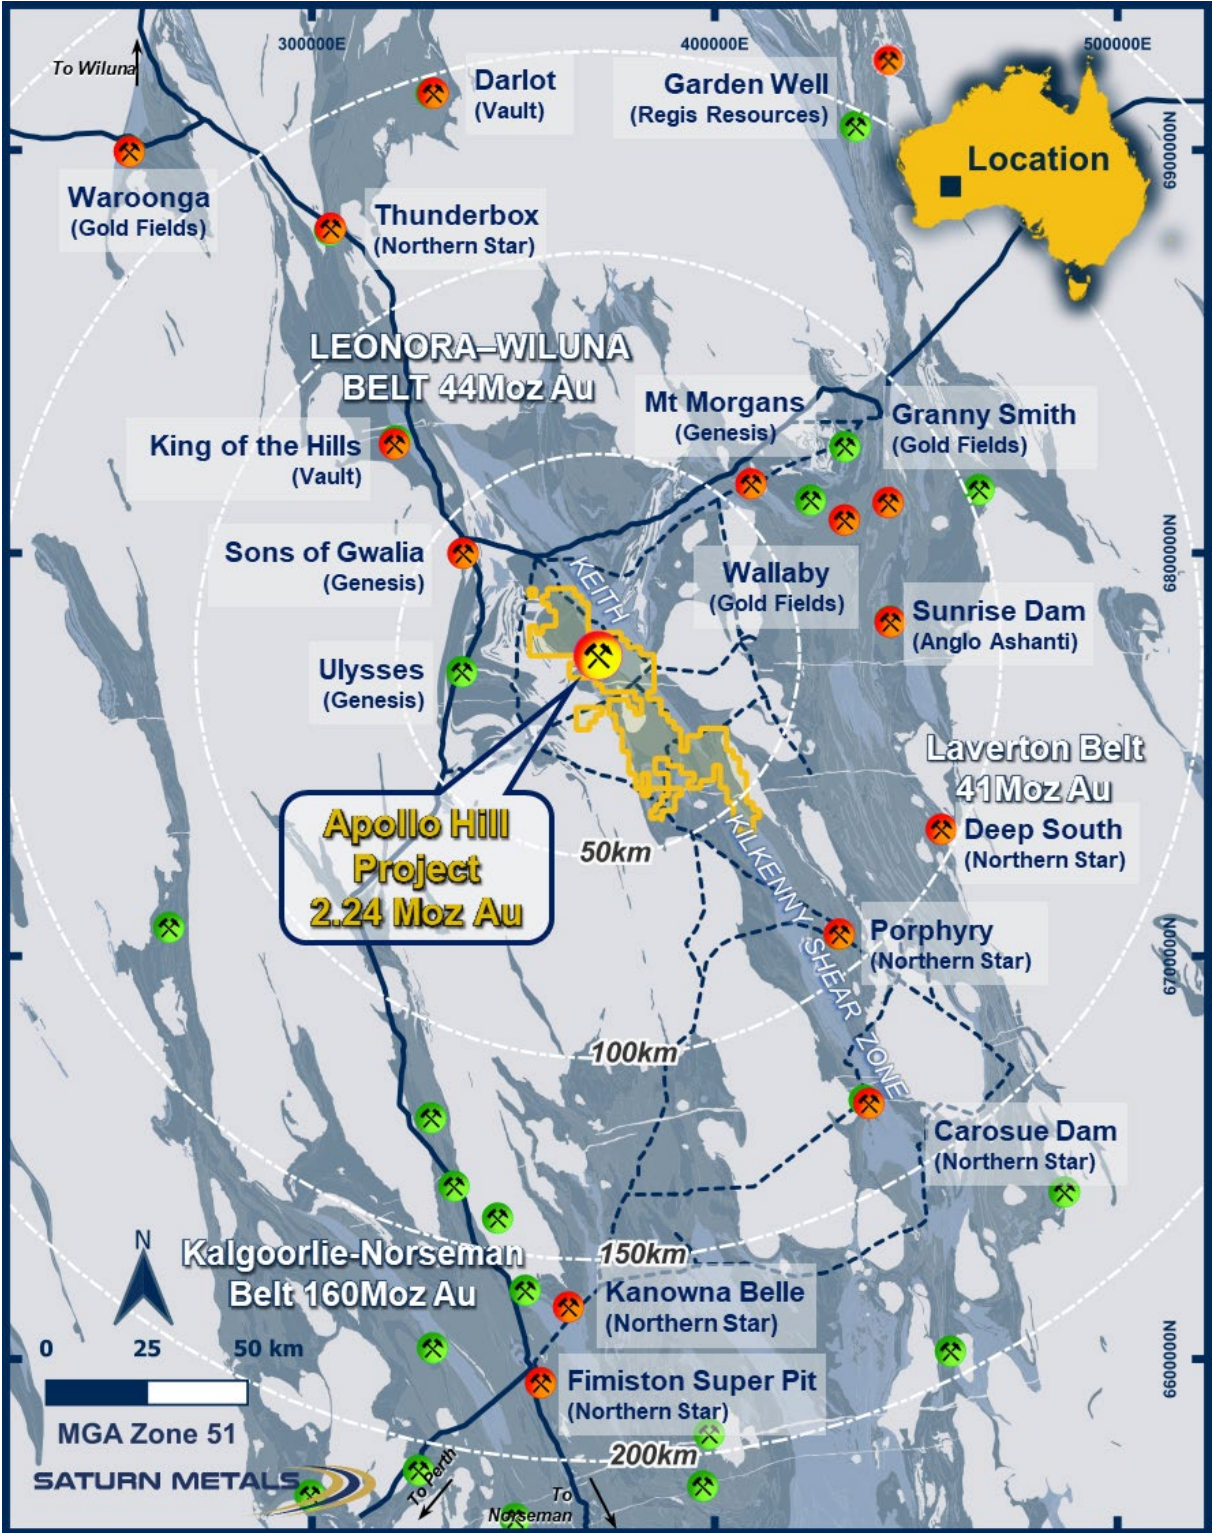 300000E
400000E
500000E
To Wiluna
Darlot
(Vault)
Garden Well
(Regis Resources)
Location
6900000N
Waroonga
(Gold Fields)
Thunderbox
(Northern Star)
LEONORA–WILUNA
BELT 44Moz Au
Mt Morgans
(Genesis)
Granny Smith
(Gold Fields)
King of the Hills
(Vault)
Sons of Gwalia
(Genesis)
KEITH
Wallaby
(Gold Fields)
6800000N
Sunrise Dam
(Anglo Ashanti)
Ulysses
(Genesis)
Laverton Belt
41Moz Au
Apollo Hill
Project
2.24 Moz Au
50km
KILKENNY
SHEAR
ZONE
Deep South
(Northern Star)
Porphyry
(Northern Star)
6700000N
100km
Carosue Dam
(Northern Star)
N
Kalgoorlie-Norseman
Belt 160Moz Au
150km
Kanowna Belle
(Northern Star)
6600000N
0 25 50 km
Fimiston Super Pit
(Northern Star)
MGA Zone 51
200km
SATURN METALS
To Perth
To
Norseman